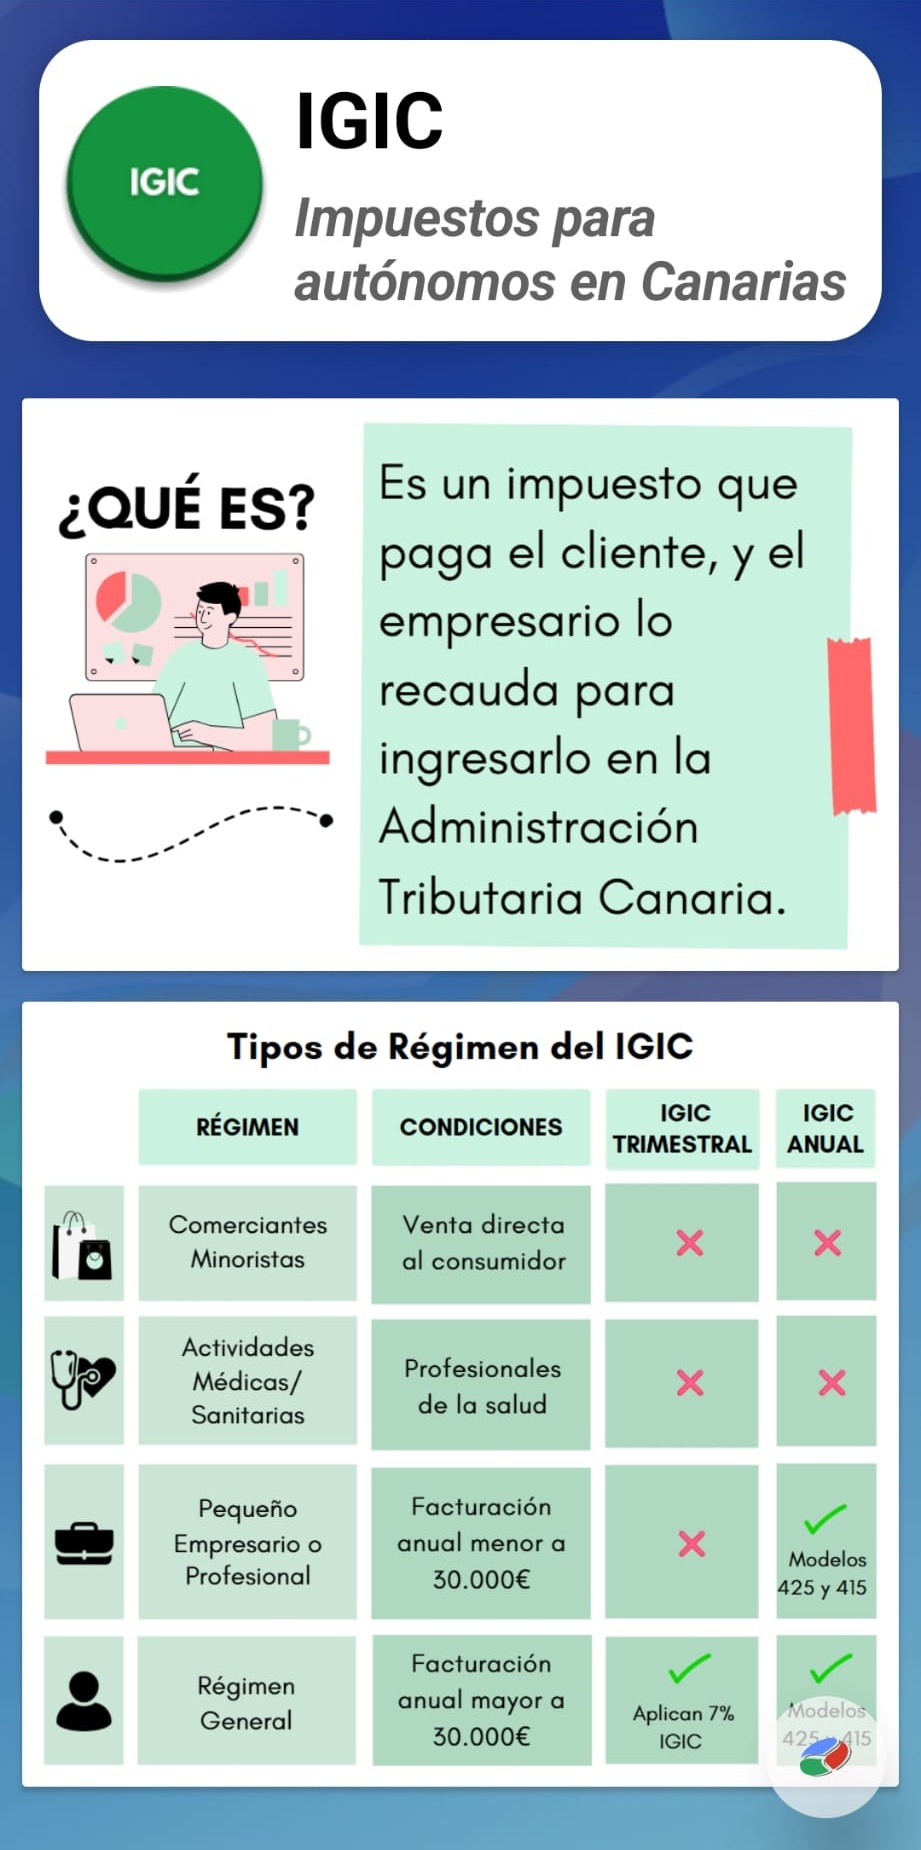 IGIC
IGIC
Impuestos para
autónomos en Canarias
¿QUÉ ES?
Es un impuesto que
paga el cliente, y el
empresario lo
recauda para
ingresarlo en la
Administración
Tributaria Canaria.
Tipos de Régimen del IGIC
RÉGIMEN
CONDICIONES
IGIC
TRIMESTRAL
IGIC
ANUAL
Comerciantes
Minoristas
Venta directa
al consumidor
Actividades
Médicas/
Sanitarias
Profesionales
de la salud
Pequeño
Empresario o
Profesional
Facturación
anual menor a
30.000€
Modelos
425 y 415
Régimen
General
Facturación
anual mayor a
30.000€
Aplican 7%
IGIC
Modelos
425 y 415